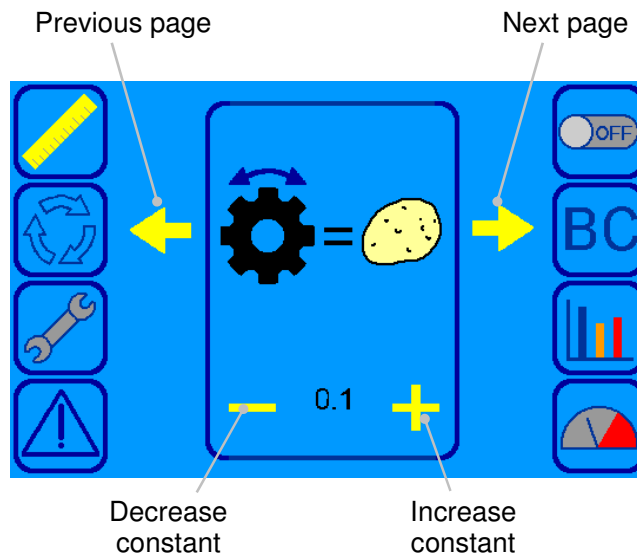 Previous page
Next page
OFF
BC
0.1
Decrease
constant
Increase
constant